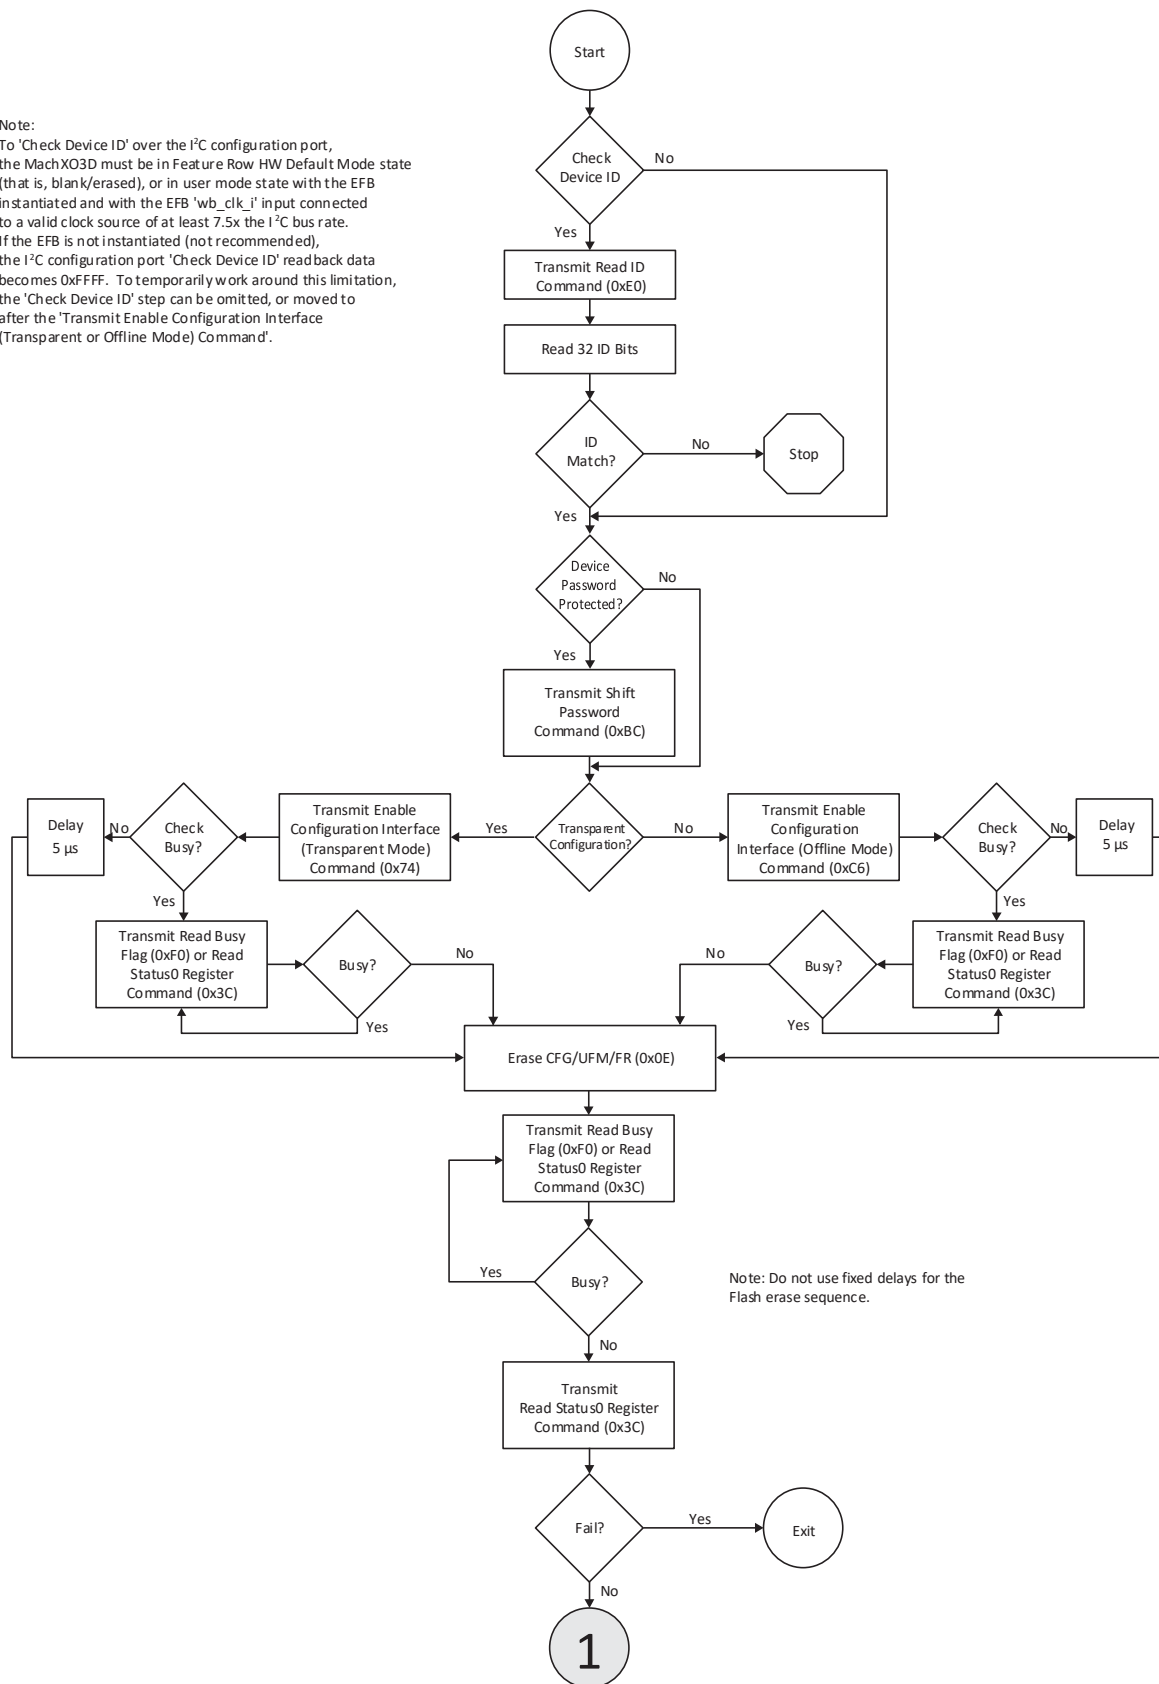 Start
Note:
To 'Check Device ID' over the I²C configuration port,
the MachXO3D must be in Feature Row HW Default Mode state
(that is, blank/erased), or in user mode state with the EFB
instantiated and with the EFB 'wb_clk_i' input connected
to a valid clock source of at least 7.5x the I²C bus rate.
If the EFB is not instantiated (not recommended),
the I²C configuration port 'Check Device ID' readback data
becomes 0xFFFF. To temporarily work around this limitation,
the 'Check Device ID' step can be omitted, or moved to
after the 'Transmit Enable Configuration Interface
(Transparent or Offline Mode) Command'.
Check
Device ID
No
Yes
Transmit Read ID
Command (0xE0)
Read 32 ID Bits
ID
Match?
No
Stop
Yes
Device
Password
Protected?
No
Yes
Transmit Shift
Password
Command (0xBC)
Transparent
Configuration?
Yes
No
Transmit Enable
Configuration Interface
(Transparent Mode)
Command (0x74)
Check
Busy?
No
Delay
5 µs
Yes
Transmit Read Busy
Flag (0xF0) or Read
Status0 Register
Command (0x3C)
Busy?
No
Yes
Transmit Enable
Configuration
Interface (Offline Mode)
Command (0xC6)
Check
Busy?
No
Delay
5 µs
Yes
Transmit Read Busy
Flag (0xF0) or Read
Status0 Register
Command (0x3C)
Busy?
No
Yes
Erase CFG/UFM/FR (0x0E)
Transmit Read Busy
Flag (0xF0) or Read
Status0 Register
Command (0x3C)
Busy?
Yes
Note: Do not use fixed delays for the
Flash erase sequence.
No
Transmit
Read Status0 Register
Command (0x3C)
Fail?
Yes
Exit
No
1